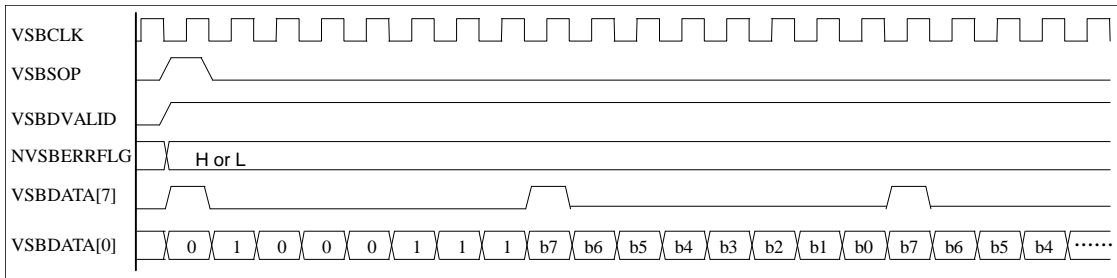 VSBCLK
VSBSOP
VSBDVALID
NVSBERRFLG H or L
VSBDATA[7]
VSBDATA[0] 0 1 0 0 0 1 1 1 b7 b6 b5 b4 b3 b2 b1 b0 b7 b6 b5 b4 ······